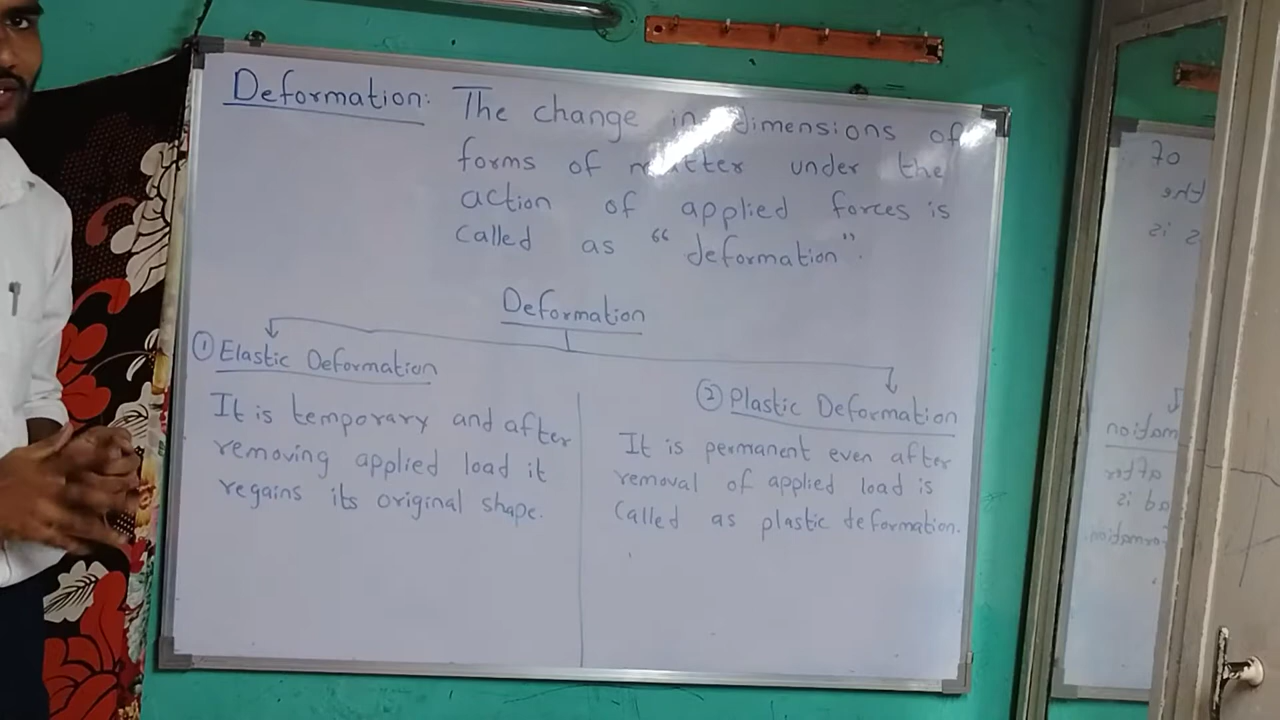 Deformation: The change in dimensions of
forms of matter under the
action of applied forces is
called as "deformation".
Deformation
① Elastic Deformation
It is temporary and after
removing applied load it
regains its original shape.
② Plastic Deformation
It is permanent even after
removal of applied load is
called as plastic deformation.